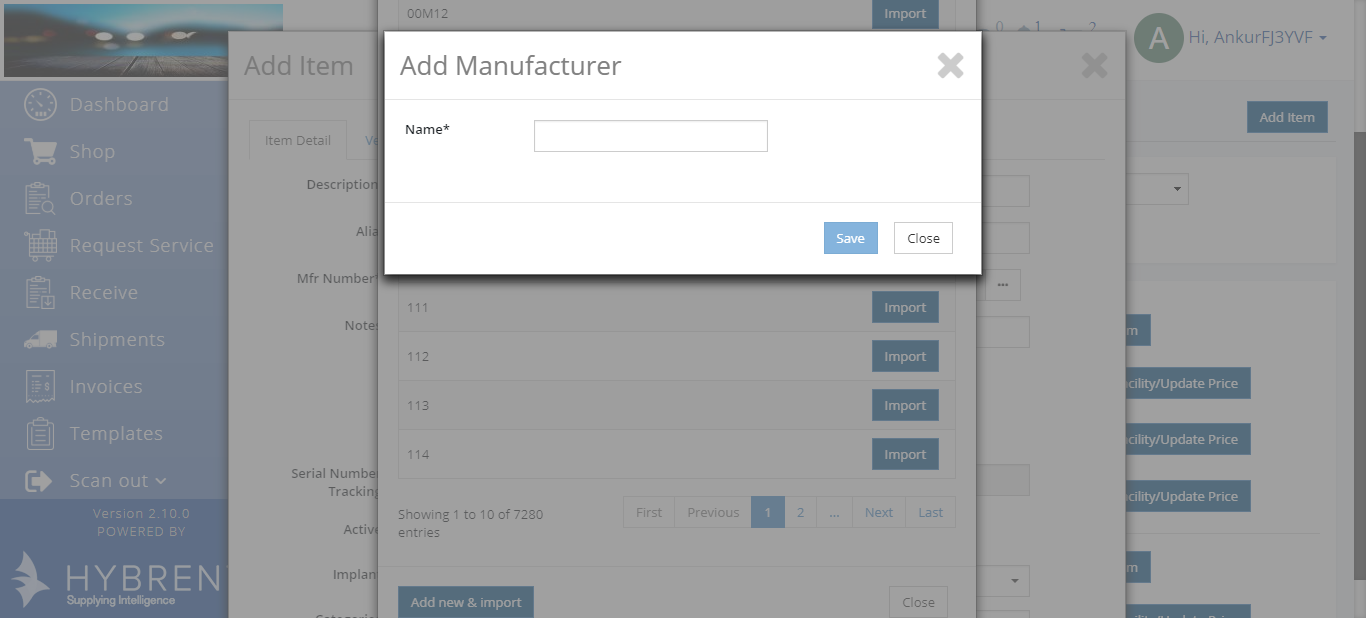 00M12
Import
0
1
2
A
Hi, AnkurFJ3YVF
Add Item
Add Manufacturer
Dashboard
Shop
Orders
Request Service
Receive
Shipments
Invoices
Templates
Scan out
Version 2.10.0
POWERED BY
HYBREN
Supplying Intelligence
Item Detail
Name*
Add Item
Description
Alia
Mfr Number
Notes
Save
Close
...
111
Import
112
Import
113
Import
114
Import
Serial Number
Tracking
Active
Implan
Showing 1 to 10 of 7280
entries
First
Previous
1
2
...
Next
Last
Add new & import
Close
cility/Update Price
cility/Update Price
cility/Update Price